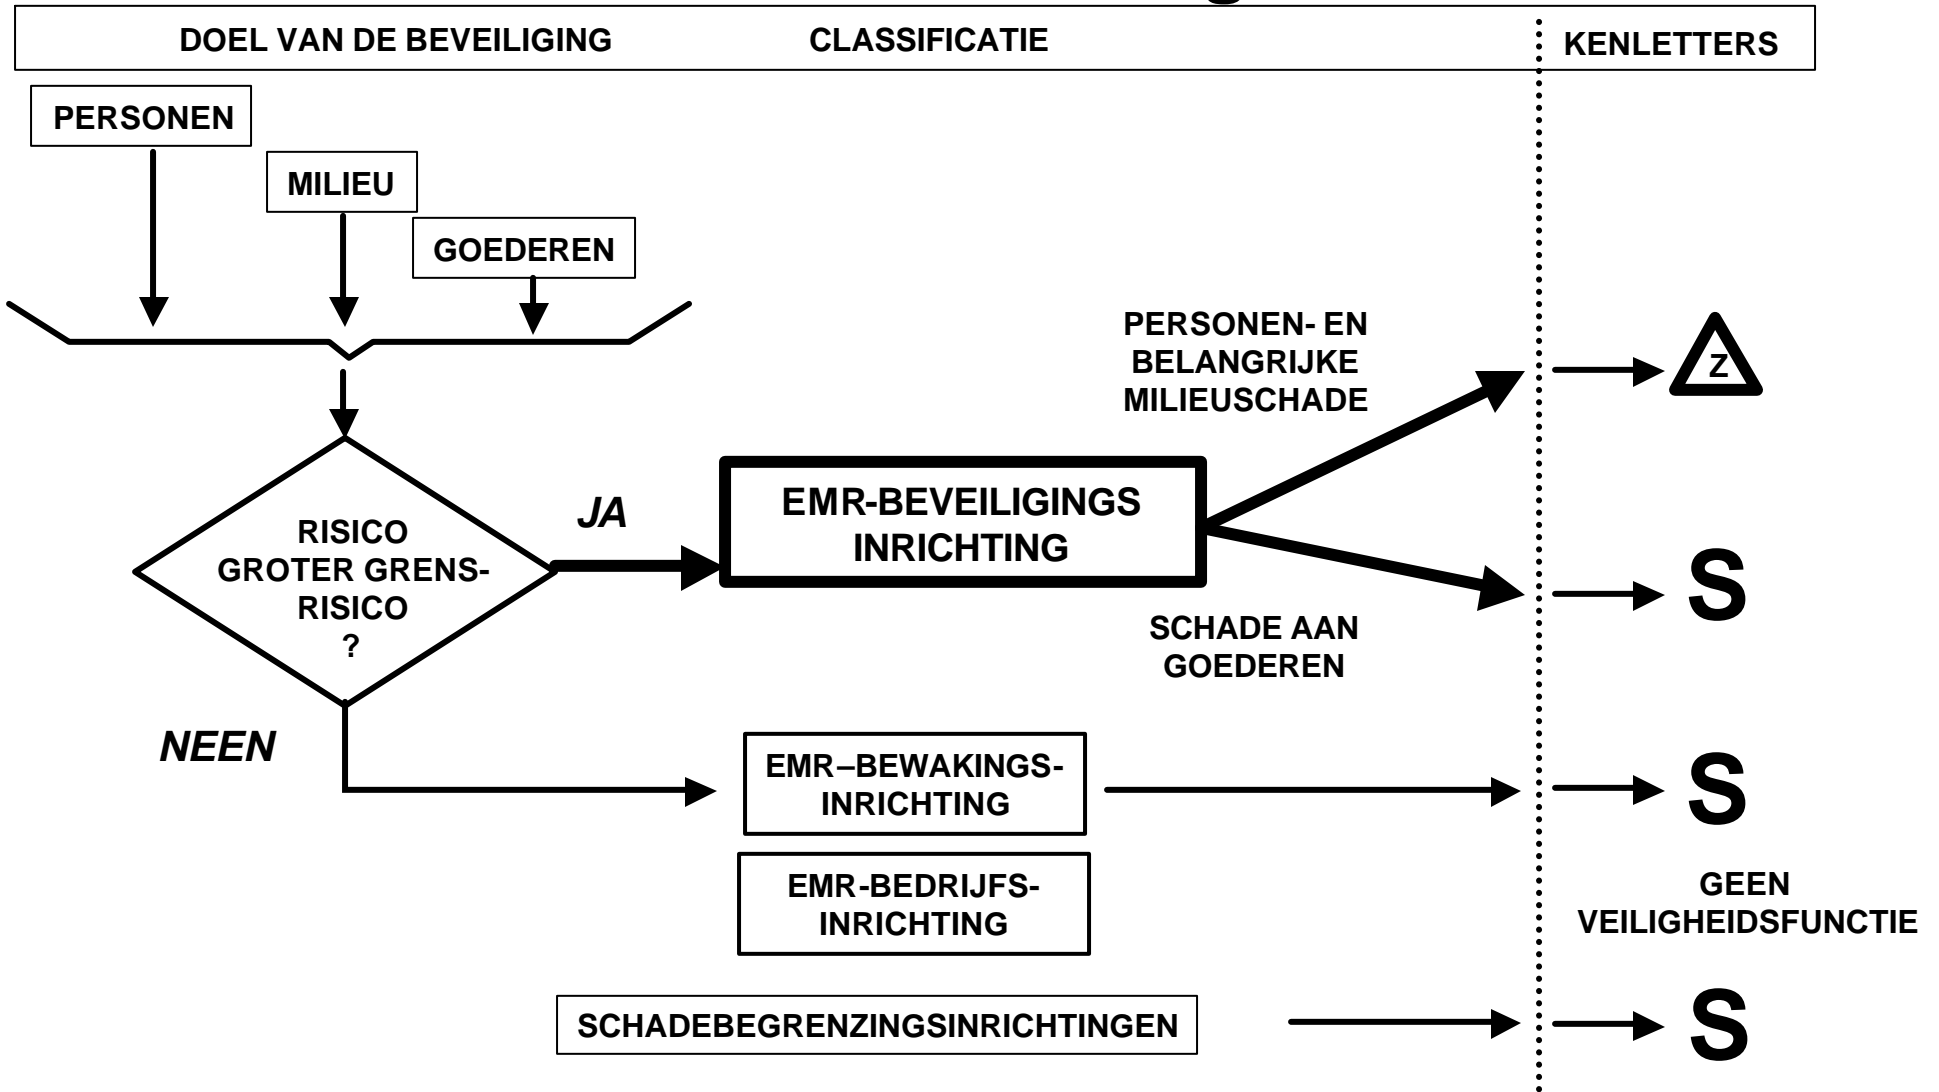 DOEL VAN DE BEVEILIGING CLASSIFICATIE KENLETTERS
PERSONEN
MILIEU
GOEDEREN
PERSONEN- EN
BELANGRIJKE
MILIEUSCHADE
Z
RISICO
GROTER GRENS-
RISICO
?
JA
EMR-BEVEILIGINGS
INRICHTING
S
SCHADE AAN
GOEDEREN
NEEN
EMR–BEWAKINGS-
INRICHTING
S
EMR-BEDRIJFS-
INRICHTING
GEEN
VEILIGHEIDSFUNCTIE
SCHADEBEGRENZINGSINRICHTINGEN
S